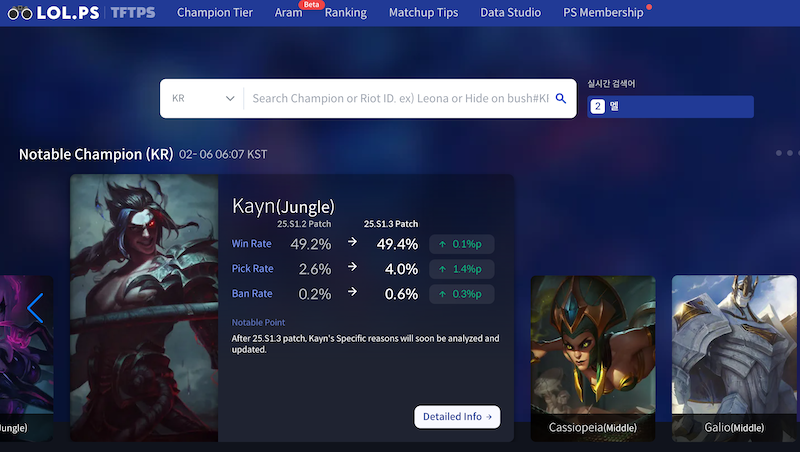 LOL.PS TFTPS Champion Tier Aram Beta Ranking Matchup Tips Data Studio PS Membership
KR Search Champion or Riot ID. ex) Leona or Hide on bush#KI
실시간 검색어
2 멜
Notable Champion (KR) 02- 06 06:07 KST
Kayn(Jungle)
25.S1.2 Patch 25.S1.3 Patch
Win Rate 49.2% → 49.4% ↑ 0.1%p
Pick Rate 2.6% → 4.0% ↑ 1.4%p
Ban Rate 0.2% → 0.6% ↑ 0.3%p
Notable Point
After 25.S1.3 patch, Kayn's Specific reasons will soon be analyzed and
updated.
Detailed Info →
Jungle) Cassiopeia(Middle) Galio(Middle)